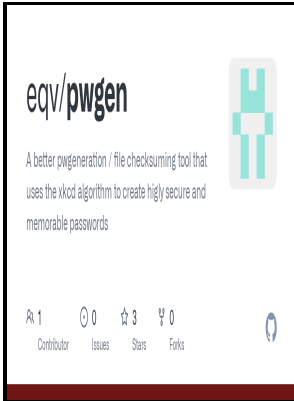 eqv/pwgen
A better pwgeneration / file checksuming tool that
uses the xkcd algorithm to create higly secure and
memorable passwords
1 0 3 0
Contributor Issues Stars Forks